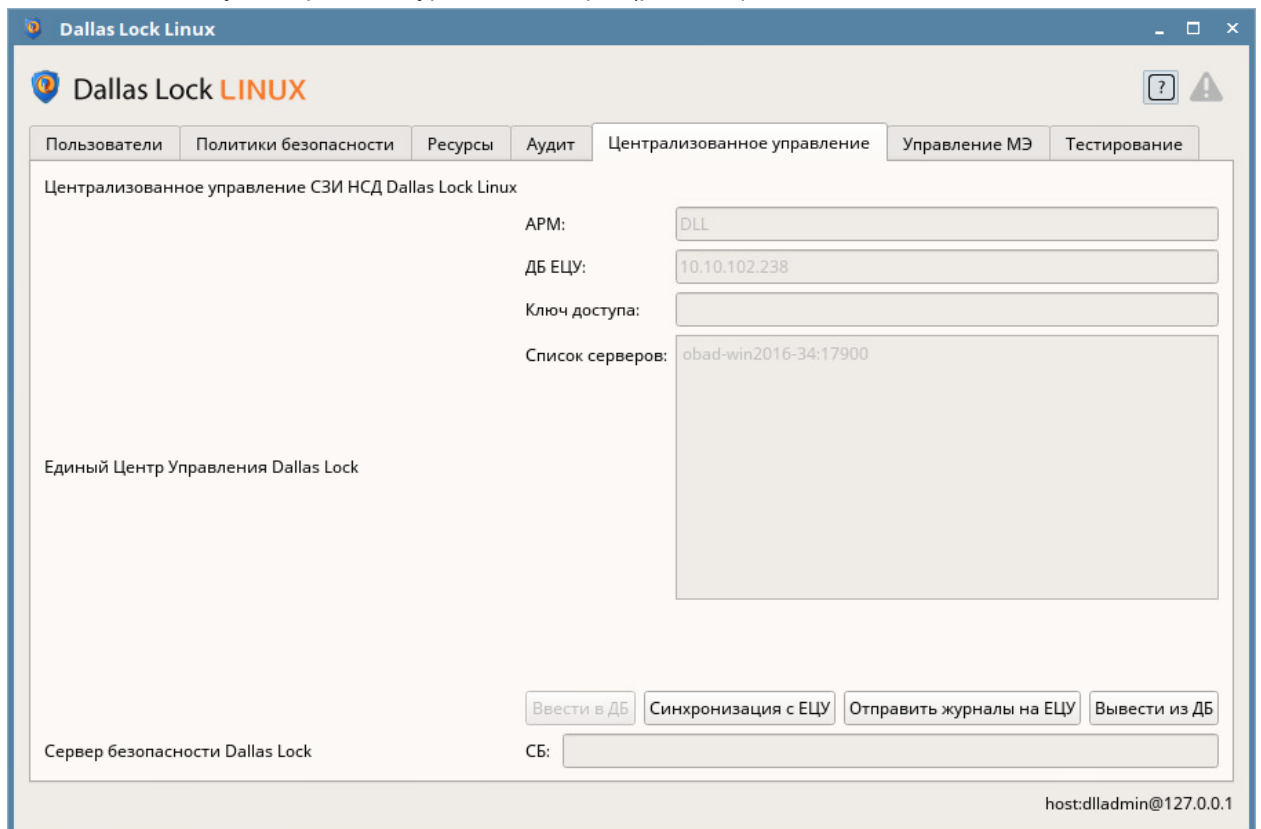 Dallas Lock Linux
Dallas Lock LINUX
Пользователи Политики безопасности Ресурсы Аудит Централизованное управление Управление МЭ Тестирование
Централизованное управление СЗИ НСД Dallas Lock Linux
АРМ: DLL
ДБ ЕЦУ: 10.10.102.238
Ключ доступа:
Список серверов: obad-win2016-34:17900
Единый Центр Управления Dallas Lock
Ввести в ДБ Синхронизация с ЕЦУ Отправить журналы на ЕЦУ Вывести из ДБ
Сервер безопасности Dallas Lock СБ:
host:dlladmin@127.0.0.1